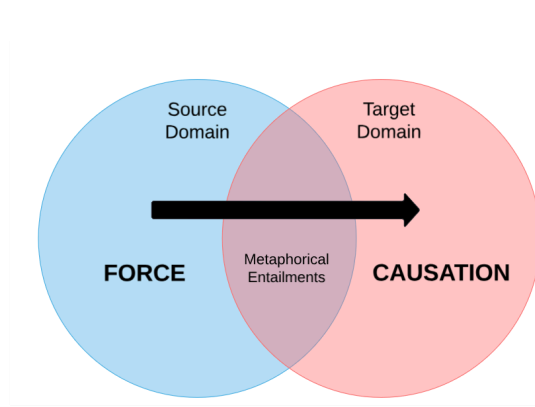 Source
Domain
Target
Domain
FORCE
Metaphorical
Entailments
CAUSATION